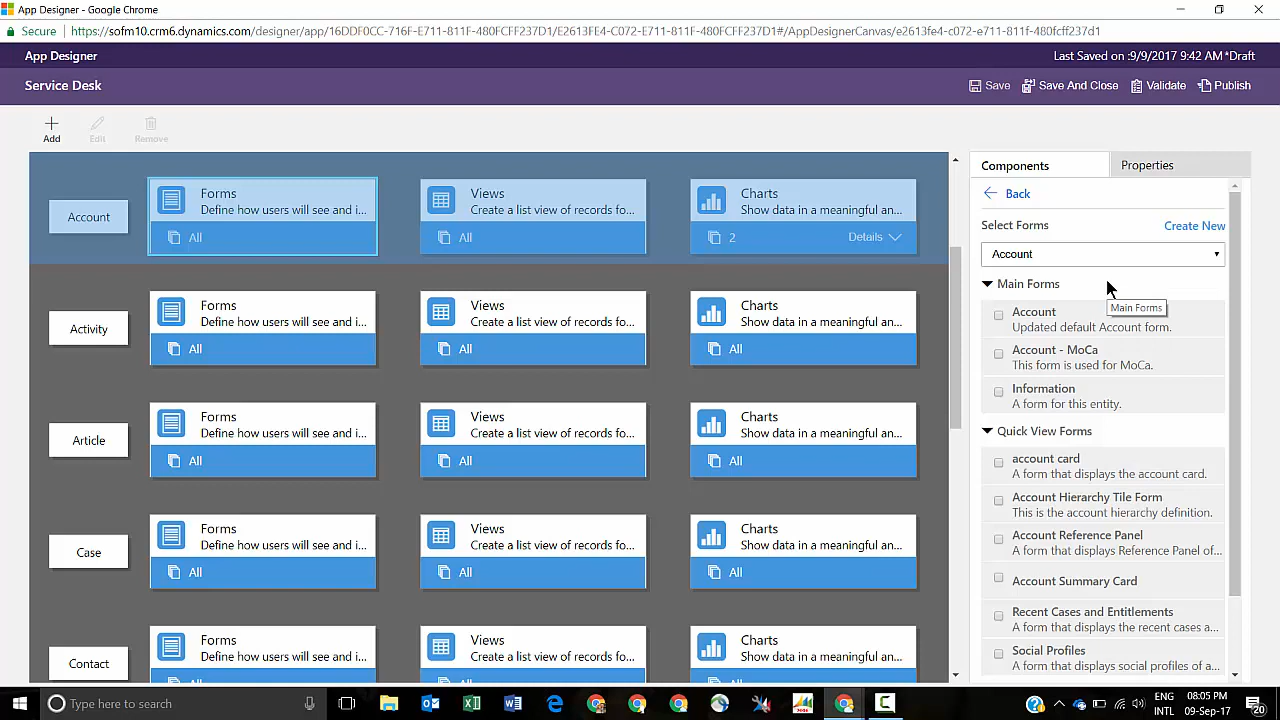 App Designer - Google Chrome
Secure https://sofm10.crm6.dynamics.com/designer/app/16DDF0CC-716F-E711-811F-480FCFF237D1/E2613FE4-C072-E711-811F-480FCFF237D1#/AppDesignerCanvas/e2613fe4-c072-e711-811f-480fcff237d1
App Designer
Last Saved on :9/9/2017 9:42 AM *Draft
Service Desk
Save
Save And Close
Validate
Publish
Add
Edit
Remove
Account
Forms
Define how users will see and i...
All
Views
Create a list view of records fo...
All
Charts
Show data in a meaningful an...
2
Details
Activity
Forms
Define how users will see and i...
All
Views
Create a list view of records fo...
All
Charts
Show data in a meaningful an...
All
Article
Forms
Define how users will see and i...
All
Views
Create a list view of records fo...
All
Charts
Show data in a meaningful an...
All
Case
Forms
Define how users will see and i...
All
Views
Create a list view of records fo...
All
Charts
Show data in a meaningful an...
All
Contact
Forms
Define how users will see and i...
All
Views
Create a list view of records fo...
All
Charts
Show data in a meaningful an...
All
Components
Properties
Back
Select Forms
Create New
Account
Main Forms
Main Forms
Account
Updated default Account form.
Account - MoCa
This form is used for MoCa.
Information
A form for this entity.
Quick View Forms
account card
A form that displays the account card.
Account Hierarchy Tile Form
This is the account hierarchy definition.
Account Reference Panel
A form that displays Reference Panel of...
Account Summary Card
Recent Cases and Entitlements
A form that displays the recent cases a...
Social Profiles
A form that displays social profiles of a...
Type here to search
ENG
INTL
08:05 PM
09-Sep-17
20